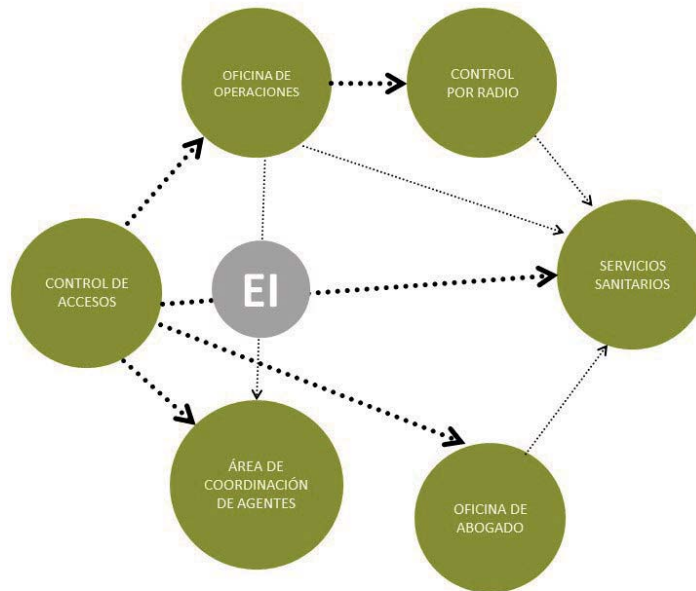 OFICINA DE
OPERACIONES
CONTROL
POR RADIO
CONTROL DE
ACCESOS
EI
SERVICIOS
SANITARIOS
ÁREA DE
COORDINACIÓN
DE AGENTES
OFICINA DE
ABOGADO